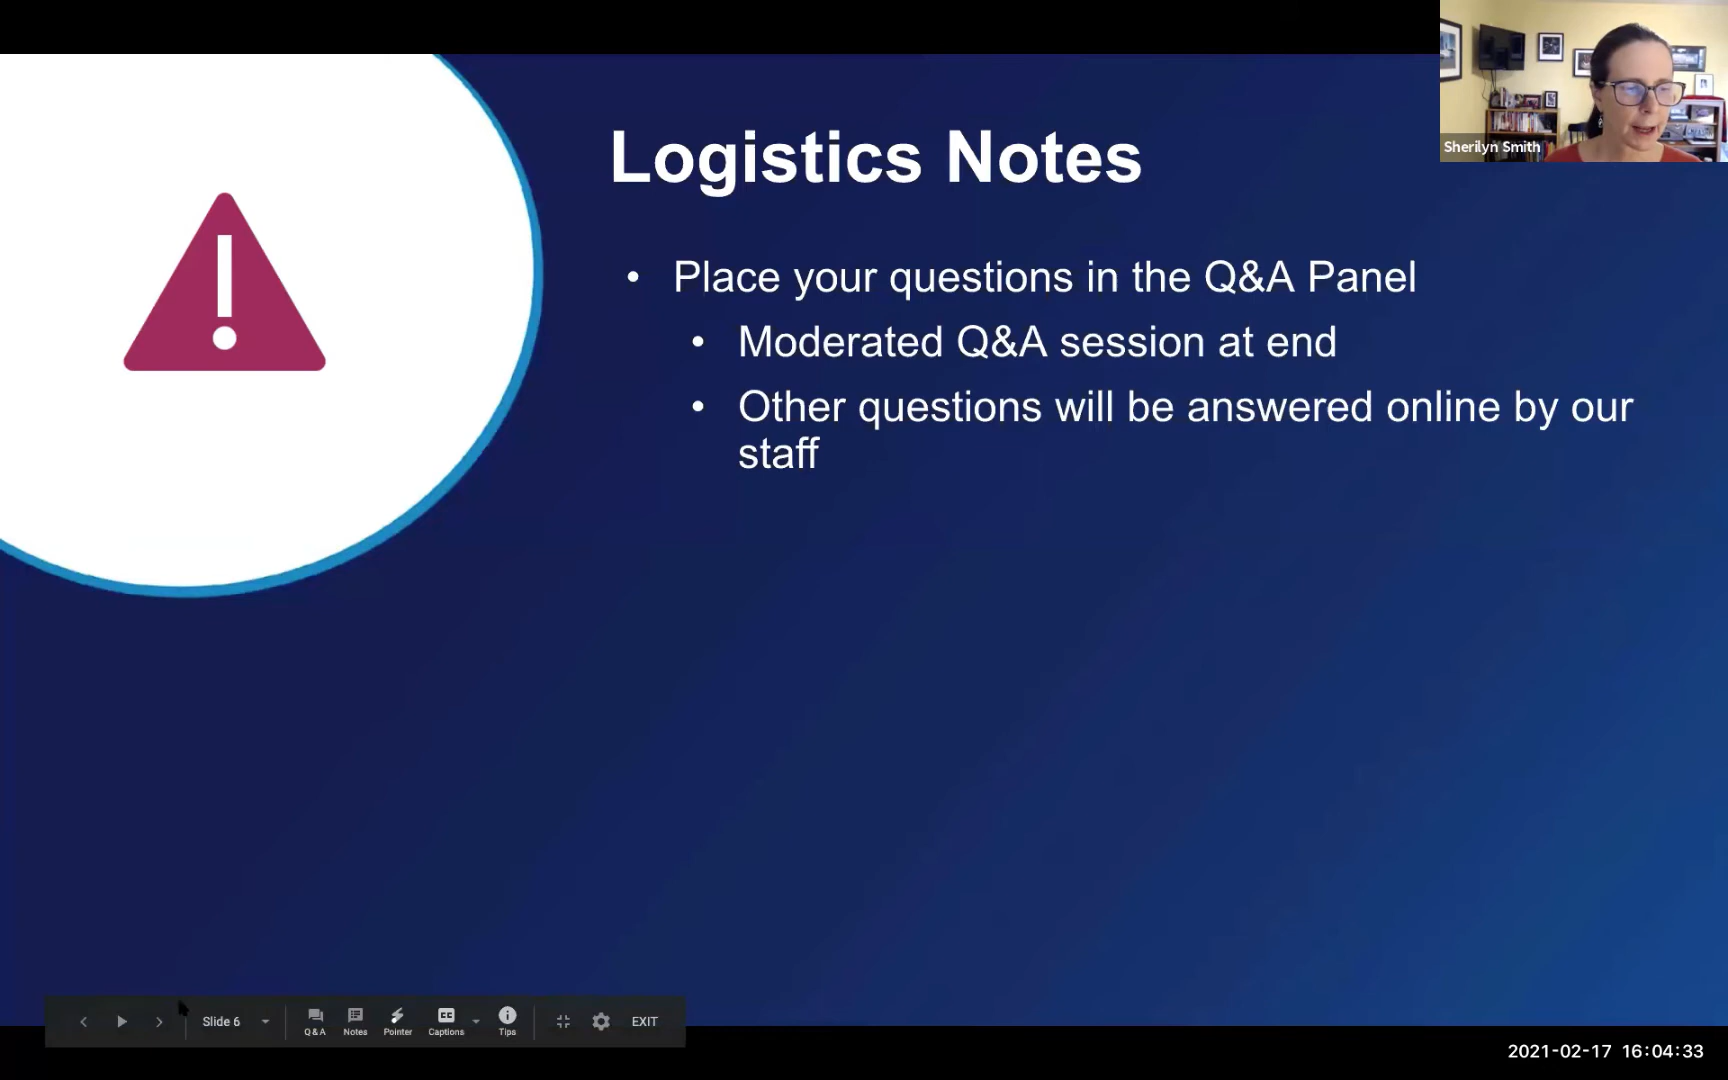 Logistics Notes
Sherilyn Smith
• Place your questions in the Q&A Panel
• Moderated Q&A session at end
• Other questions will be answered online by our
staff
Slide 6
Q&A
Notes
Pointer
CC
Captions
Tips
EXIT
2021-02-17 16:04:33